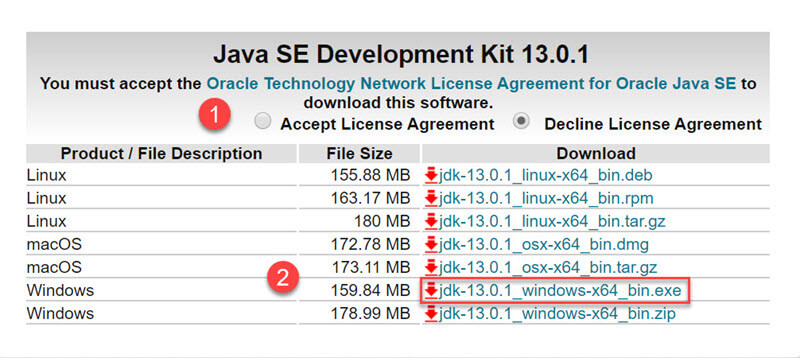 Java SE Development Kit 13.0.1
You must accept the Oracle Technology Network License Agreement for Oracle Java SE to
download this software.
1 Accept License Agreement Decline License Agreement
Product / File Description File Size Download
Linux 155.88 MB jdk-13.0.1_linux-x64_bin.deb
Linux 163.17 MB jdk-13.0.1_linux-x64_bin.rpm
Linux 180 MB jdk-13.0.1_linux-x64_bin.tar.gz
macOS 172.78 MB jdk-13.0.1_osx-x64_bin.dmg
macOS 173.11 MB jdk-13.0.1_osx-x64_bin.tar.gz
2 Windows 159.84 MB jdk-13.0.1_windows-x64_bin.exe
Windows 178.99 MB jdk-13.0.1_windows-x64_bin.zip